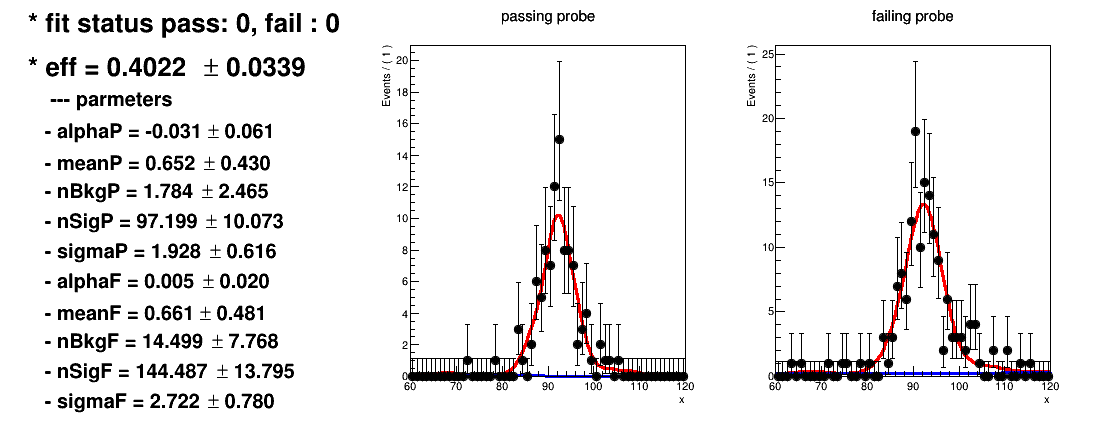 * fit status pass: 0, fail : 0
* eff = 0.4022 ± 0.0339
--- parmeters
- alphaP = -0.031 ± 0.061
- meanP = 0.652 ± 0.430
- nBkgP = 1.784 ± 2.465
- nSigP = 97.199 ± 10.073
- sigmaP = 1.928 ± 0.616
- alphaF = 0.005 ± 0.020
- meanF = 0.661 ± 0.481
- nBkgF = 14.499 ± 7.768
- nSigF = 144.487 ± 13.795
- sigmaF = 2.722 ± 0.780
passing probe
Events / ( 1 )
20
18
16
14
12
10
8
6
4
2
0
60 70 80 90 100 110 120
x
failing probe
Events / ( 1 )
25
20
15
10
5
0
60 70 80 90 100 110 120
x